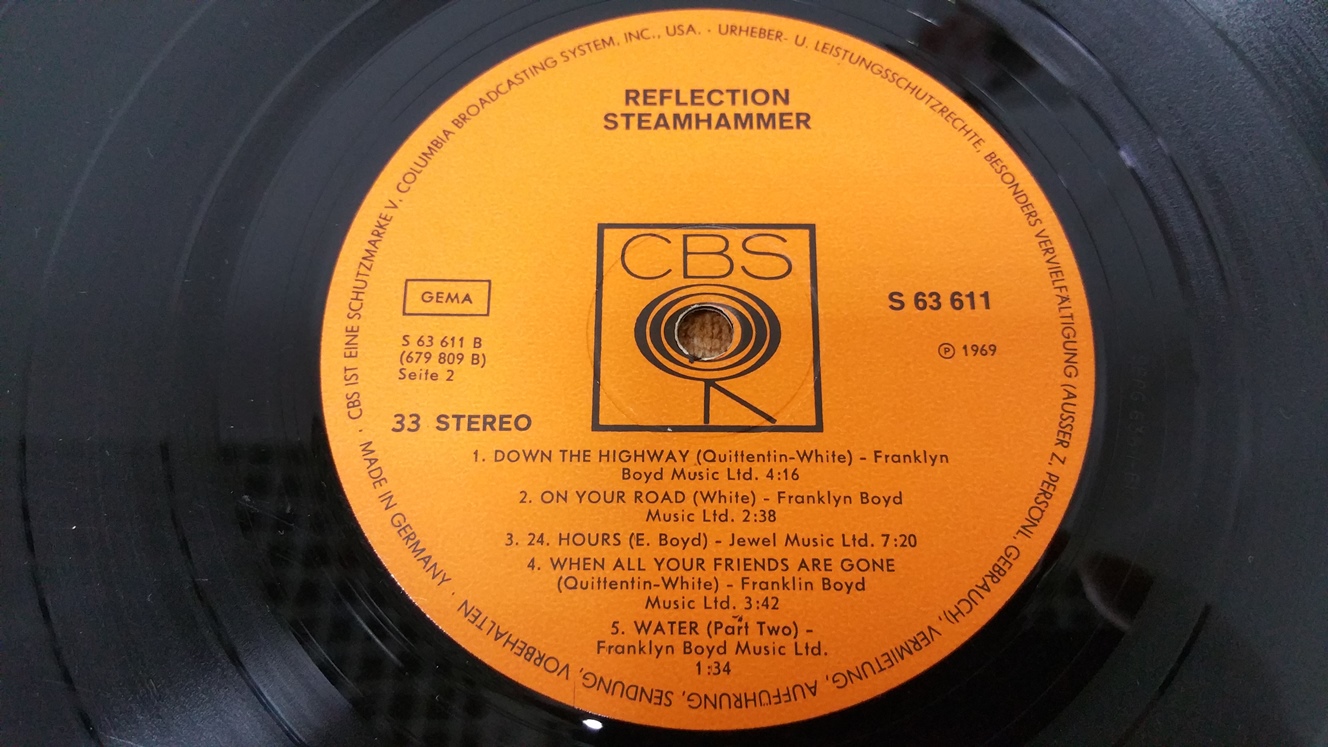 CBS IST EINE SCHUTZMARKE V. COLUMBIA BROADCASTING SYSTEM, INC., USA. · URHEBER- U. LEISTUNGSSCHUTZRECHTE, BESONDERS VERVIELFÄLTIGUNG (AUSSER Z. PERSÖNL. GEBRAUCH), VERMIETUNG, AUFFÜHRUNG, SENDUNG, VORBEHALTEN · MADE IN GERMANY ·
REFLECTION
STEAMHAMMER
CBS
GEMA
S 63 611
S 63 611 B
(679 809 B)
Seite 2
℗ 1969
33 STEREO
1. DOWN THE HIGHWAY (Quittentin-White) - Franklyn
Boyd Music Ltd. 4:16
2. ON YOUR ROAD (White) - Franklyn Boyd
Music Ltd. 2:38
3. 24. HOURS (E. Boyd) - Jewel Music Ltd. 7:20
4. WHEN ALL YOUR FRIENDS ARE GONE
(Quittentin-White) - Franklin Boyd
Music Ltd. 3:42
5. WATER (Part Two) -
Franklyn Boyd Music Ltd.
1:34